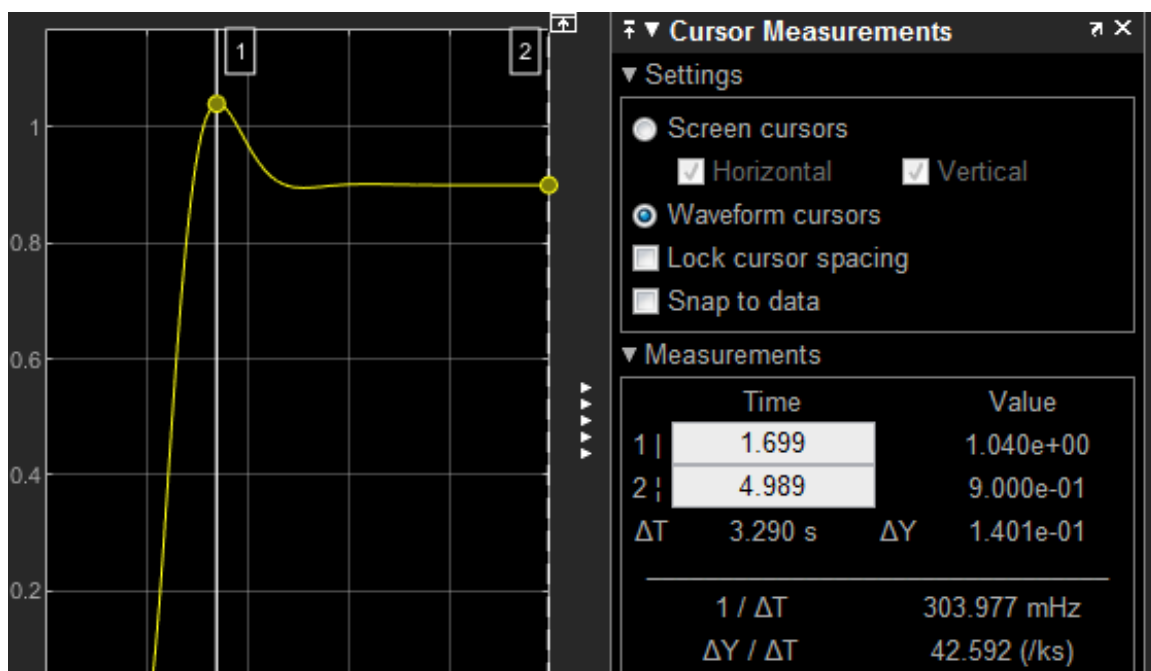 1
2
1
0.8
0.6
0.4
0.2
Cursor Measurements
Settings
Screen cursors
Horizontal Vertical
Waveform cursors
Lock cursor spacing
Snap to data
Measurements
Time Value
1 | 1.699 1.040e+00
2 ¦ 4.989 9.000e-01
ΔT 3.290 s ΔY 1.401e-01
1 / ΔT 303.977 mHz
ΔY / ΔT 42.592 (/ks)